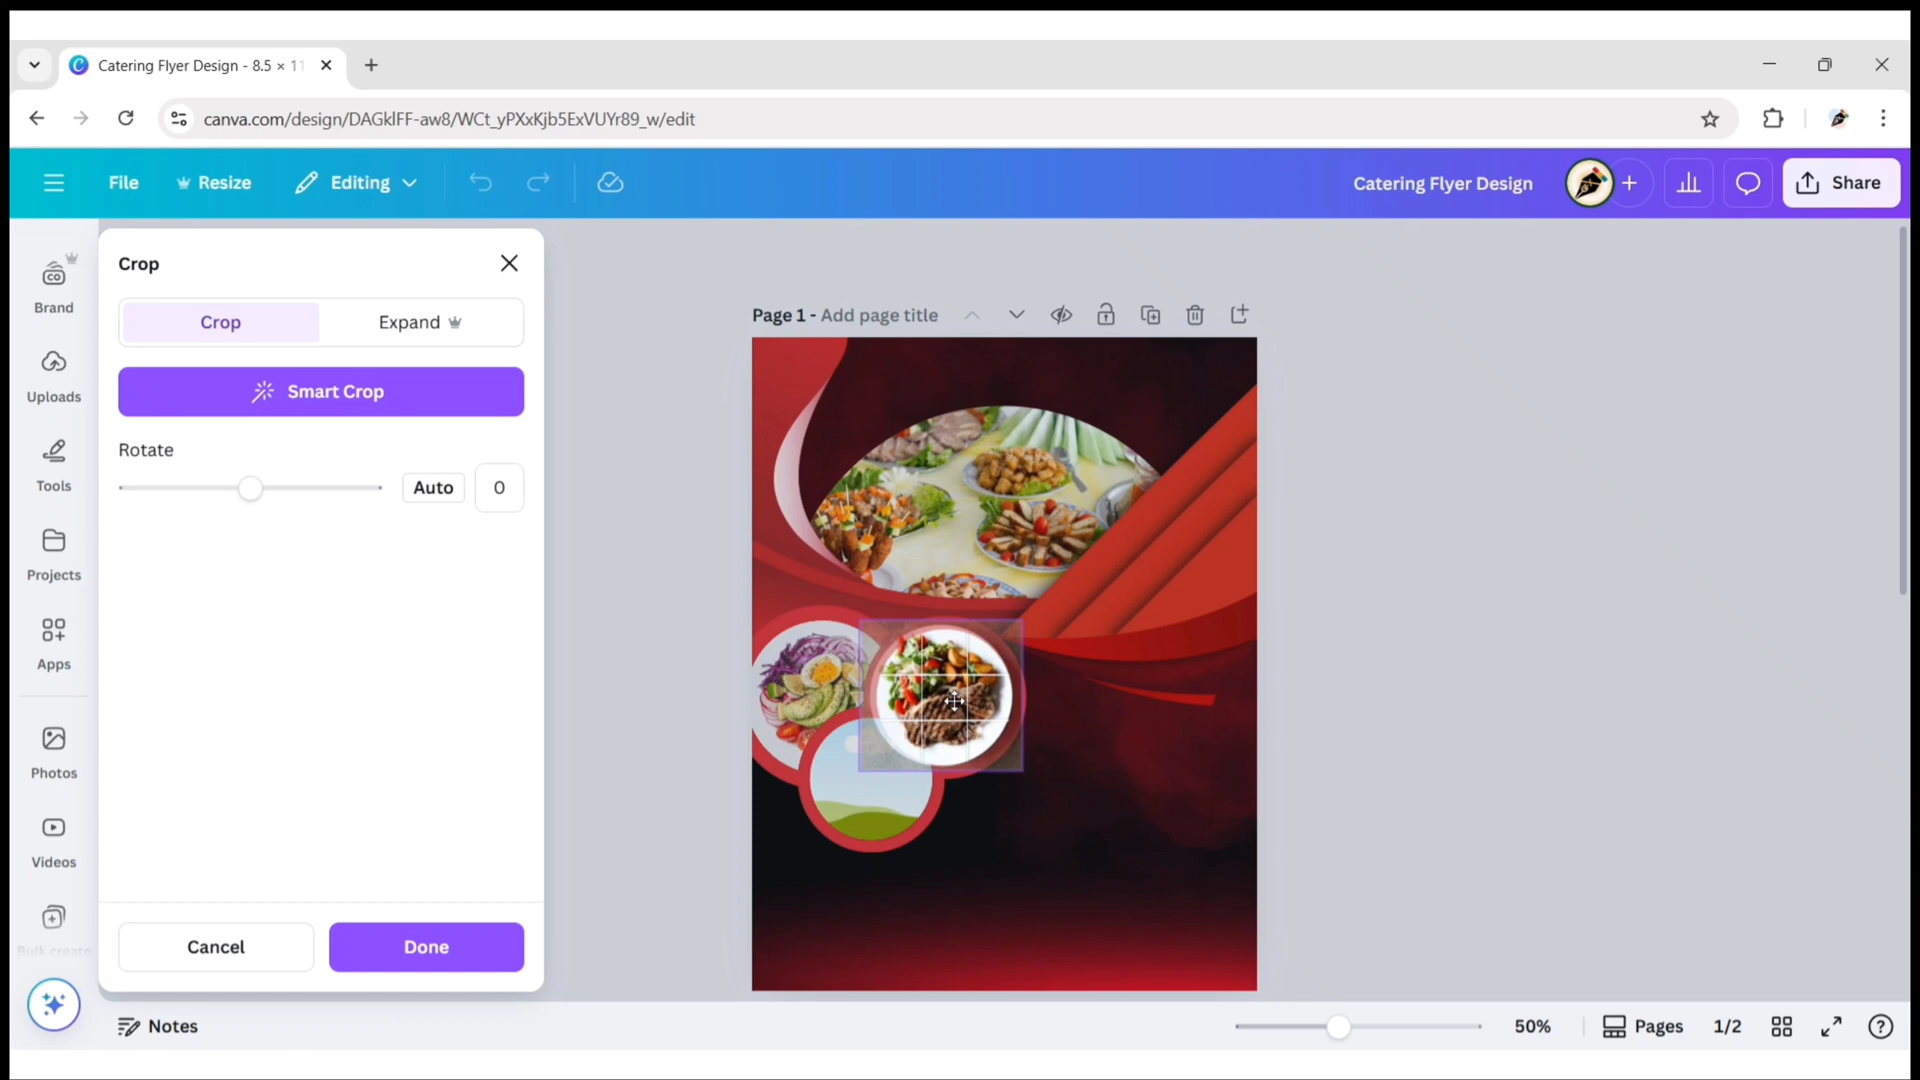 Catering Flyer Design - 8.5 × 11
canva.com/design/DAGklFF-aw8/WCt_yPXxKjb5ExVUYr89_w/edit
File
Resize
Editing
Catering Flyer Design
Share
Brand
Uploads
Tools
Projects
Apps
Photos
Videos
Bulk create
Crop
Crop
Expand
Smart Crop
Rotate
Auto
0
Cancel
Done
Page 1 - Add page title
Notes
50%
Pages
1/2